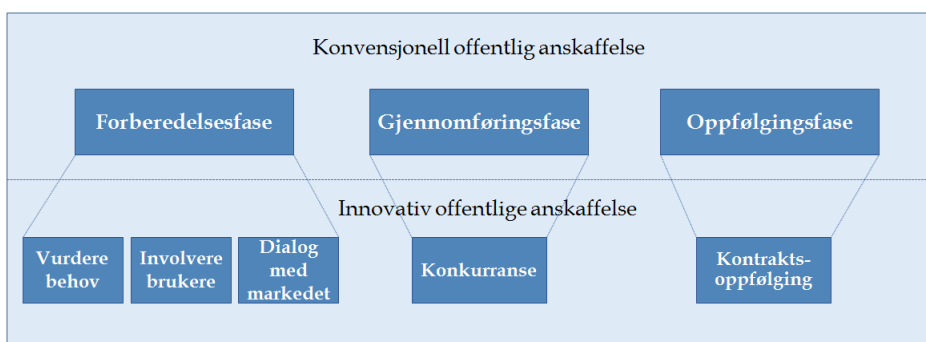 Konvensjonell offentlig anskaffelse
Forberedelsesfase
Gjennomføringsfase
Oppfølgingsfase
Innovativ offentlige anskaffelse
Vurdere
behov
Involvere
brukere
Dialog
med
markedet
Konkurranse
Kontrakts-
oppfølging